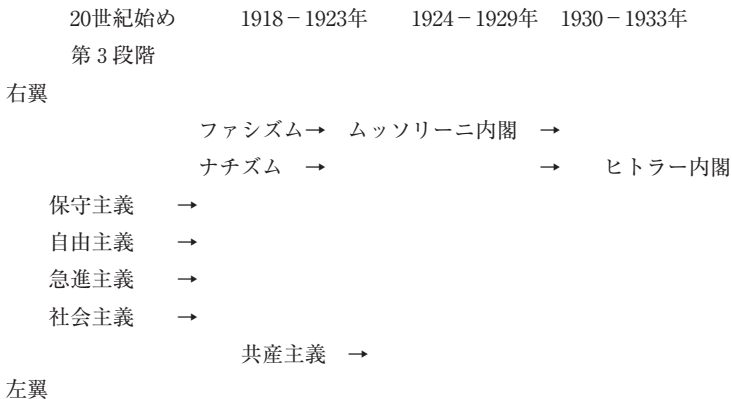 20世紀始め 1918－1923年 1924－1929年 1930－1933年
第３段階
右翼
ファシズム→ ムッソリーニ内閣 →
ナチズム → → ヒトラー内閣
保守主義 →
自由主義 →
急進主義 →
社会主義 →
共産主義 →
左翼